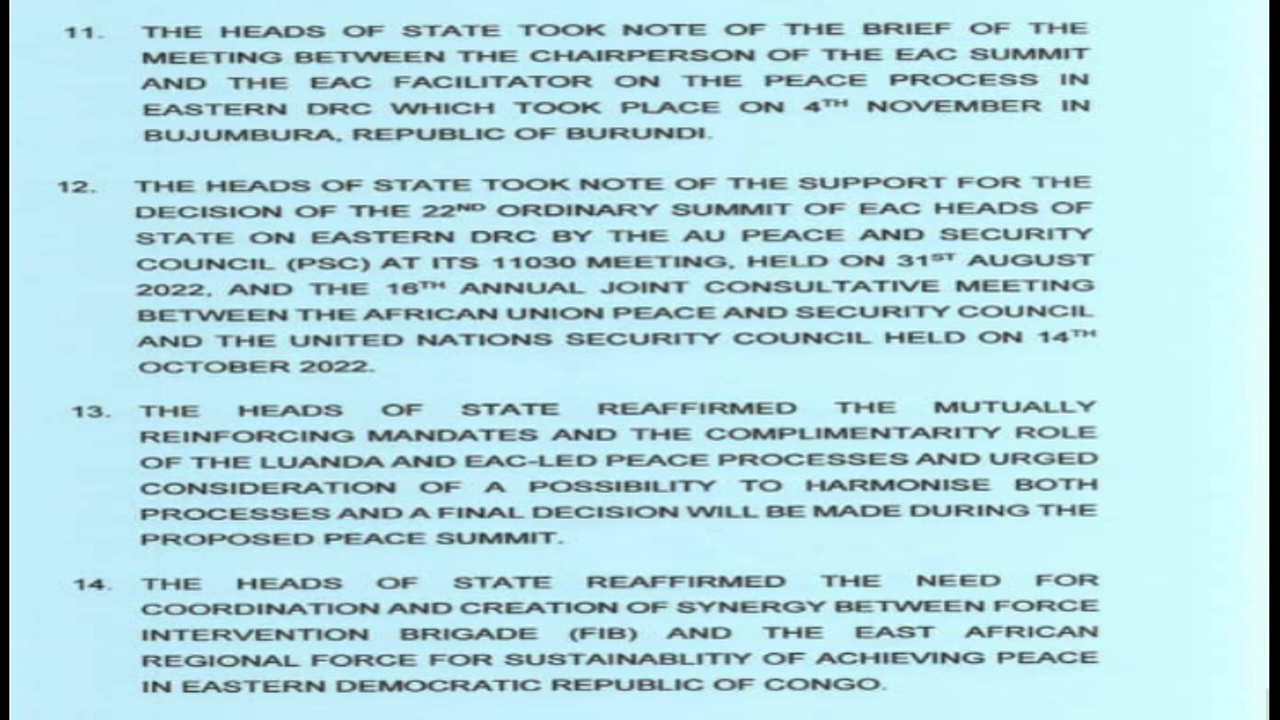 11. THE HEADS OF STATE TOOK NOTE OF THE BRIEF OF THE
MEETING BETWEEN THE CHAIRPERSON OF THE EAC SUMMIT
AND THE EAC FACILITATOR ON THE PEACE PROCESS IN
EASTERN DRC WHICH TOOK PLACE ON 4TH NOVEMBER IN
BUJUMBURA, REPUBLIC OF BURUNDI.
12. THE HEADS OF STATE TOOK NOTE OF THE SUPPORT FOR THE
DECISION OF THE 22ND ORDINARY SUMMIT OF EAC HEADS OF
STATE ON EASTERN DRC BY THE AU PEACE AND SECURITY
COUNCIL (PSC) AT ITS 11030 MEETING, HELD ON 31ST AUGUST
2022, AND THE 16TH ANNUAL JOINT CONSULTATIVE MEETING
BETWEEN THE AFRICAN UNION PEACE AND SECURITY COUNCIL
AND THE UNITED NATIONS SECURITY COUNCIL HELD ON 14TH
OCTOBER 2022.
13. THE HEADS OF STATE REAFFIRMED THE MUTUALLY
REINFORCING MANDATES AND THE COMPLIMENTARITY ROLE
OF THE LUANDA AND EAC-LED PEACE PROCESSES AND URGED
CONSIDERATION OF A POSSIBILITY TO HARMONISE BOTH
PROCESSES AND A FINAL DECISION WILL BE MADE DURING THE
PROPOSED PEACE SUMMIT.
14. THE HEADS OF STATE REAFFIRMED THE NEED FOR
COORDINATION AND CREATION OF SYNERGY BETWEEN FORCE
INTERVENTION BRIGADE (FIB) AND THE EAST AFRICAN
REGIONAL FORCE FOR SUSTAINABLITIY OF ACHIEVING PEACE
IN EASTERN DEMOCRATIC REPUBLIC OF CONGO.